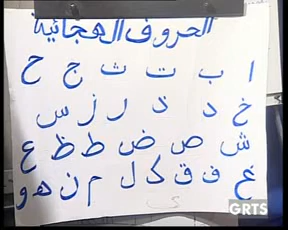 الحروف الهجائية
ا ب ت ث ج ح
خ د ذ ر ز س
ش ص ض ط ظ ع
غ ف ق ك ل م ن ه و
ي
GRTS